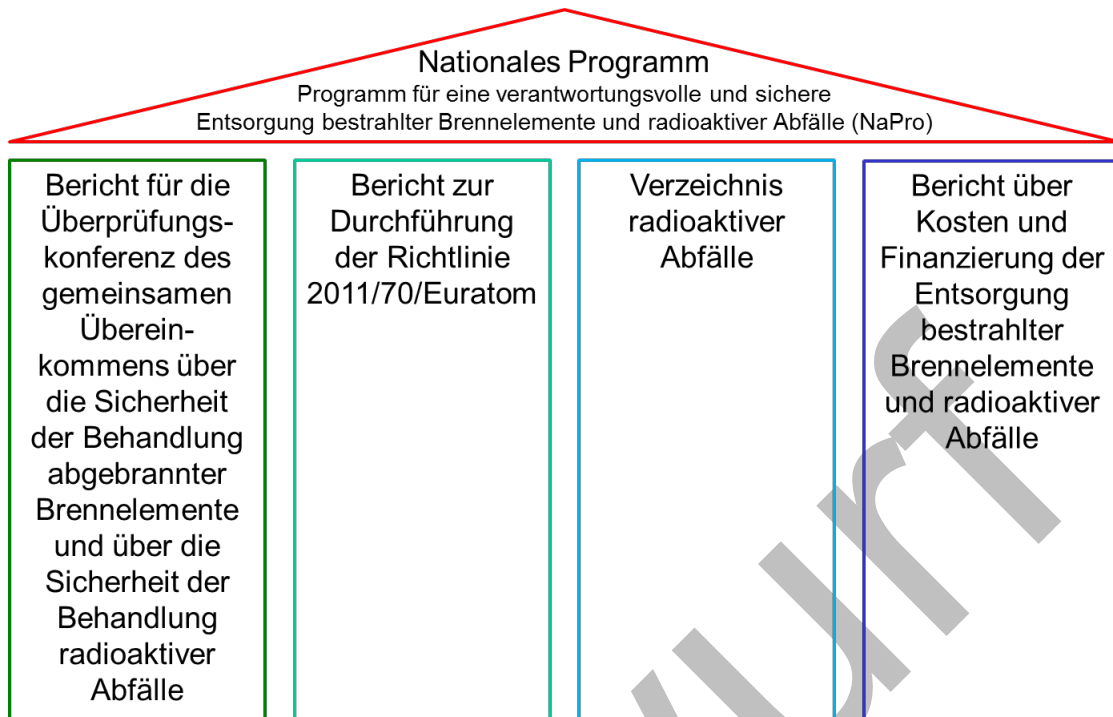 Nationales Programm
Programm für eine verantwortungsvolle und sichere
Entsorgung bestrahlter Brennelemente und radioaktiver Abfälle (NaPro)
Bericht für die
Überprüfungs-
konferenz des
gemeinsamen
Überein-
kommens über
die Sicherheit
der Behandlung
abgebrannter
Brennelemente
und über die
Sicherheit der
Behandlung
radioaktiver
Abfälle
Bericht zur
Durchführung
der Richtlinie
2011/70/Euratom
Verzeichnis
radioaktiver
Abfälle
Bericht über
Kosten und
Finanzierung der
Entsorgung
bestrahlter
Brennelemente
und radioaktiver
Abfälle
urf